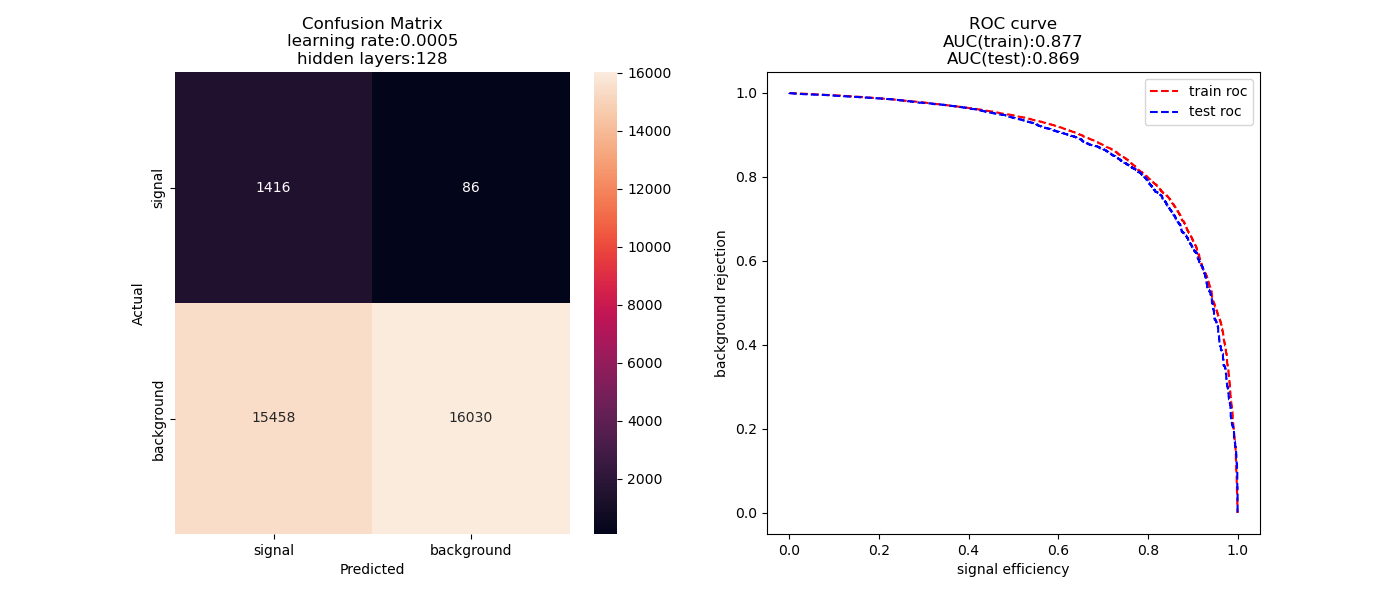 Confusion Matrix
learning rate:0.0005
hidden layers:128
signal
background
Actual
1416
86
15458
16030
signal
background
Predicted
16000
14000
12000
10000
8000
6000
4000
2000
ROC curve
AUC(train):0.877
AUC(test):0.869
train roc
test roc
background rejection
1.0
0.8
0.6
0.4
0.2
0.0
0.0
0.2
0.4
0.6
0.8
1.0
signal efficiency